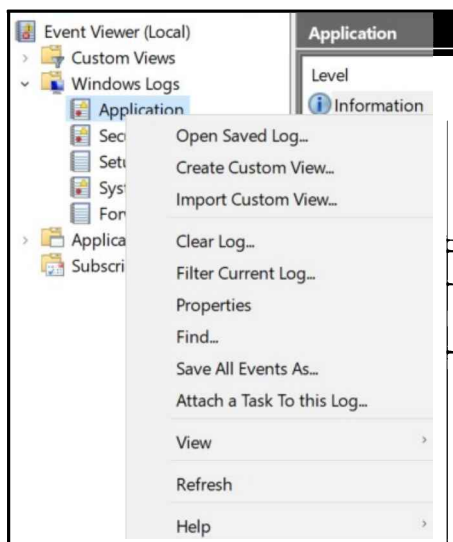 Event Viewer (Local)
Custom Views
Windows Logs
Application
Sec
Setu
Syst
For
Applica
Subscri
Application
Level
Information
Open Saved Log...
Create Custom View...
Import Custom View...
Clear Log...
Filter Current Log...
Properties
Find...
Save All Events As...
Attach a Task To this Log...
View
Refresh
Help